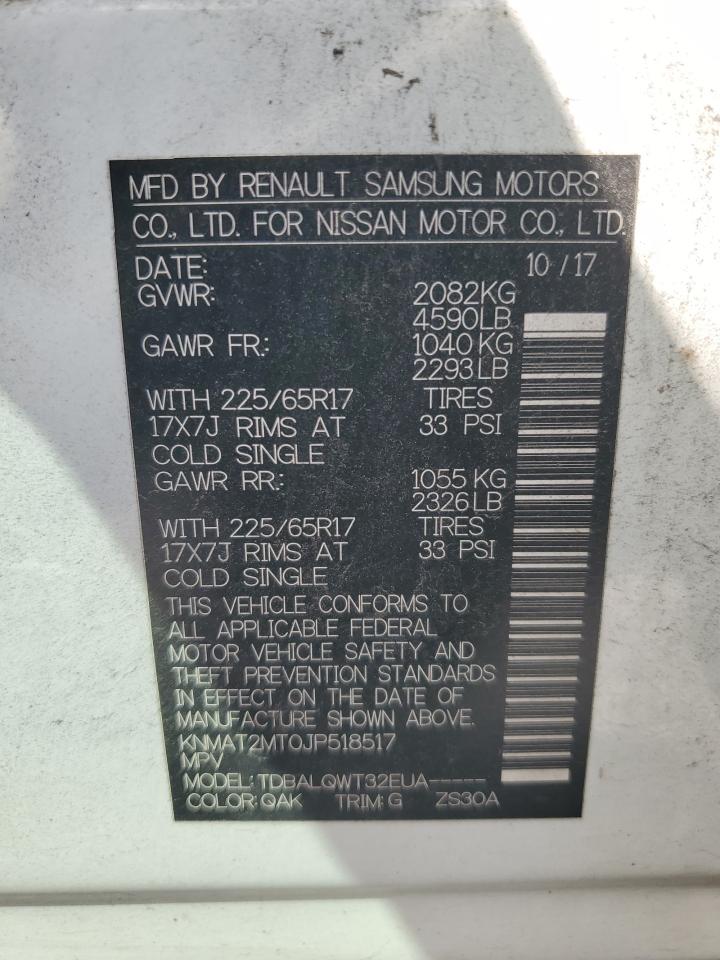 MFD BY RENAULT SAMSUNG MOTORS
CO., LTD. FOR NISSAN MOTOR CO., LTD.
DATE: 10 / 17
GVWR: 2082KG
4590LB
GAWR FR.: 1040 KG
2293 LB
WITH 225/65R17 TIRES
17X7J RIMS AT 33 PSI
COLD SINGLE
GAWR RR.: 1055 KG
2326 LB
WITH 225/65R17 TIRES
17X7J RIMS AT 33 PSI
COLD SINGLE
THIS VEHICLE CONFORMS TO
ALL APPLICABLE FEDERAL
MOTOR VEHICLE SAFETY AND
THEFT PREVENTION STANDARDS
IN EFFECT ON THE DATE OF
MANUFACTURE SHOWN ABOVE.
KNMAT2MT0JP518517
MPV
MODEL: TDBALQWT32EUA-----
COLOR: QAK TRIM: G ZS30A